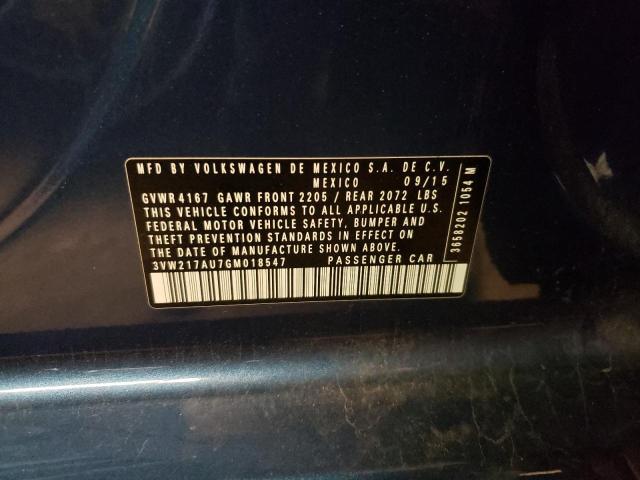 MFD BY VOLKSWAGEN DE MEXICO S.A. DE C.V.
MEXICO 09/15
GVWR 4167 GAWR FRONT 2205 / REAR 2072 LBS
THIS VEHICLE CONFORMS TO ALL APPLICABLE U.S.
FEDERAL MOTOR VEHICLE SAFETY, BUMPER AND
THEFT PREVENTION STANDARDS IN EFFECT ON
THE DATE OF MANUFACTURE SHOWN ABOVE.
3VW217AU7GM018547 PASSENGER CAR
3658202 1054 M